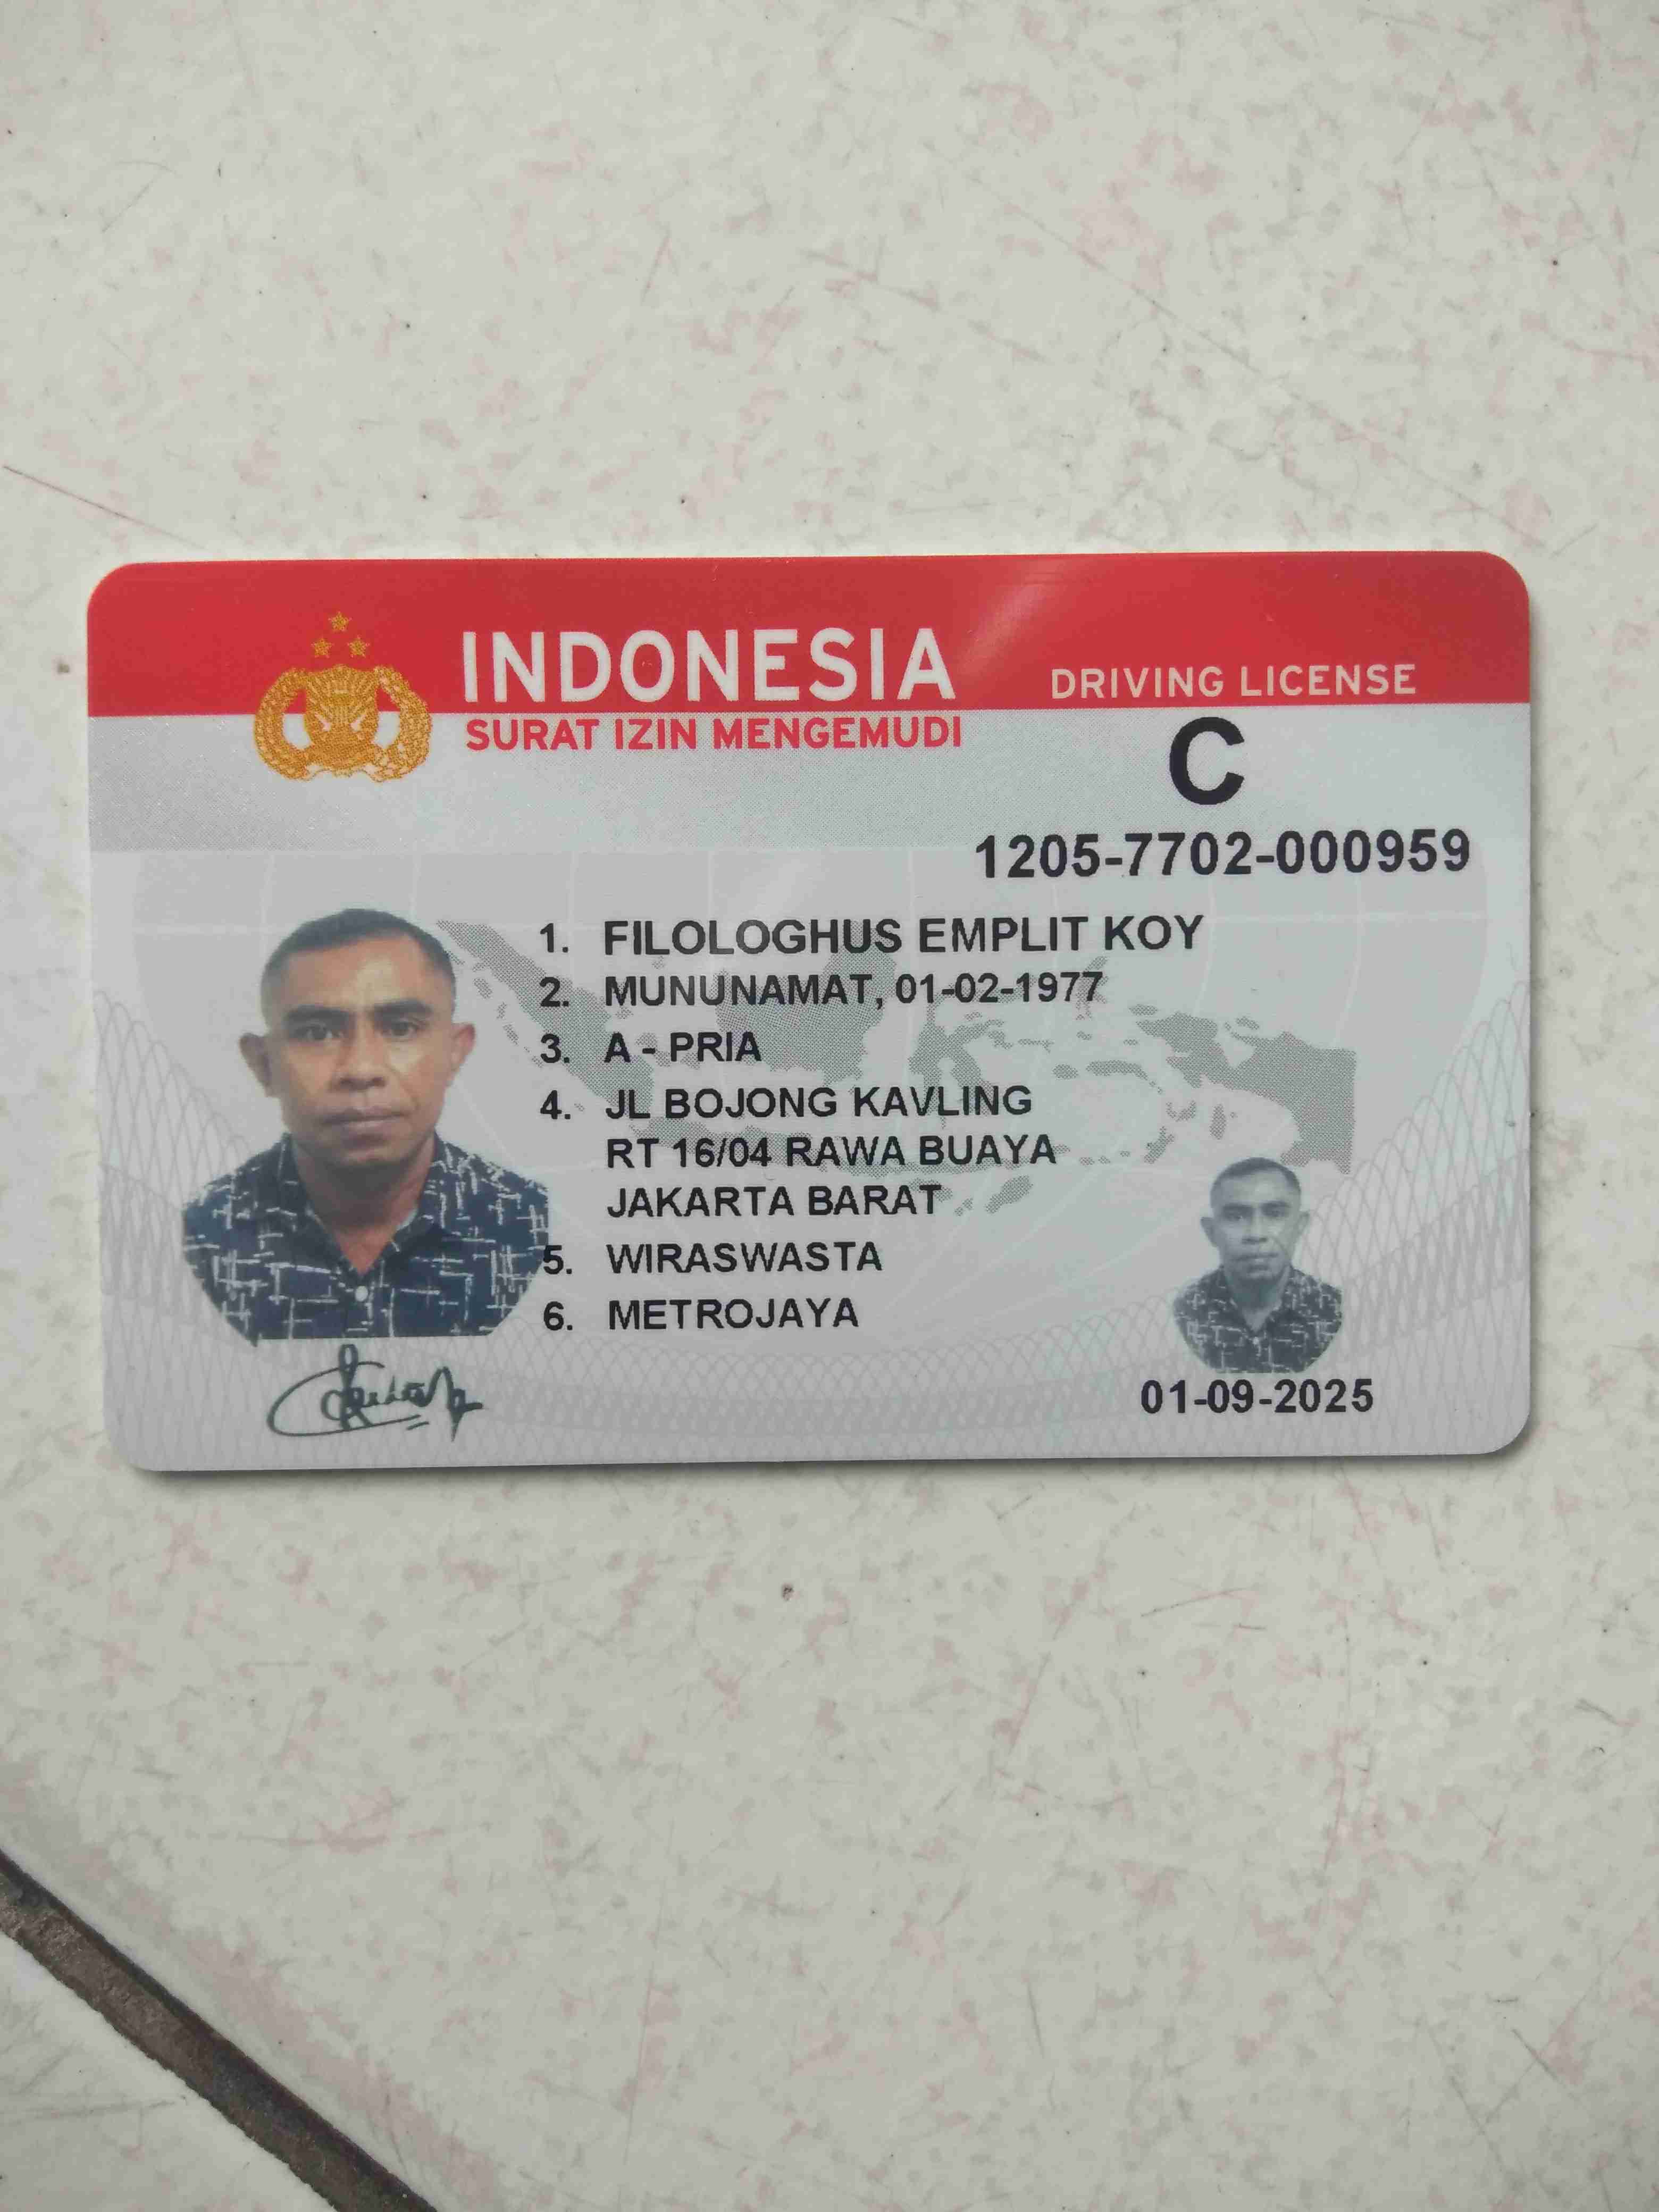 INDONESIA
DRIVING LICENSE
SURAT IZIN MENGEMUDI
C
1205-7702-000959
1. FILOLOGHUS EMPLIT KOY
2. MUNUNAMAT, 01-02-1977
3. A - PRIA
4. JL BOJONG KAVLING
RT 16/04 RAWA BUAYA
JAKARTA BARAT
5. WIRASWASTA
6. METROJAYA
01-09-2025